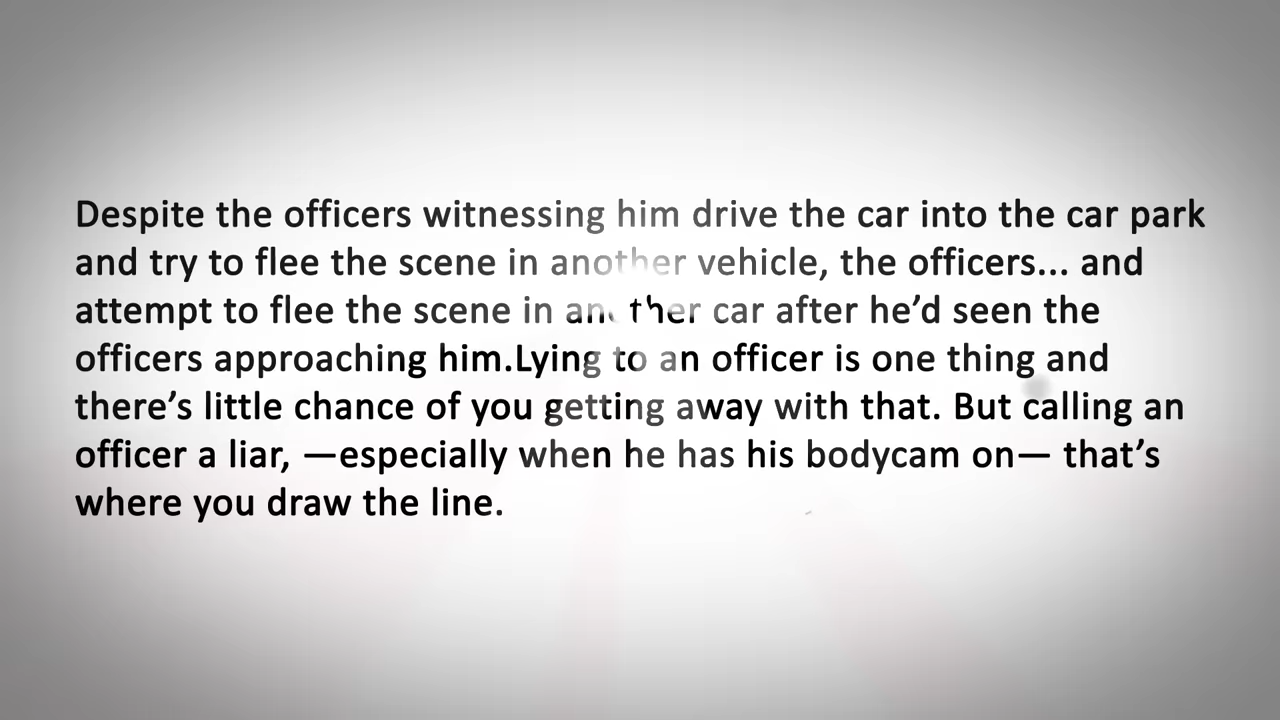 Despite the officers witnessing him drive the car into the car park
and try to flee the scene in another vehicle, the officers... and
attempt to flee the scene in another car after he’d seen the
officers approaching him.Lying to an officer is one thing and
there’s little chance of you getting away with that. But calling an
officer a liar, —especially when he has his bodycam on— that’s
where you draw the line.